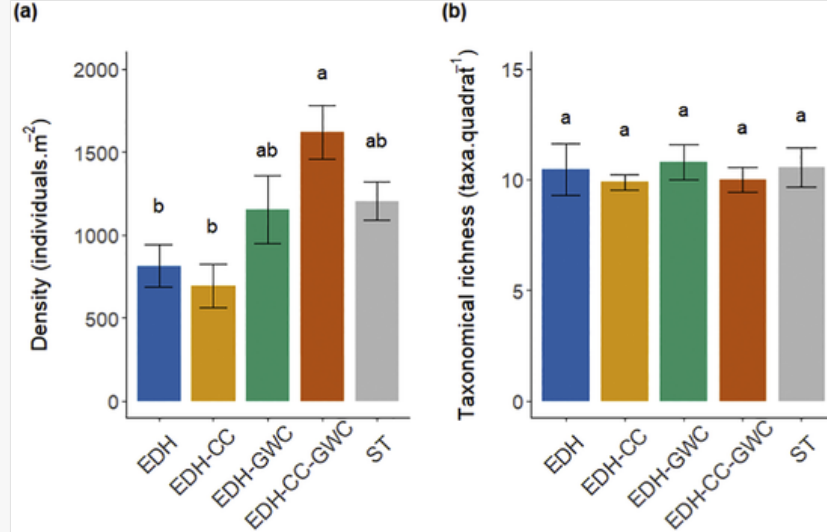 (a)
Density (individuals.m⁻²)
2000
1500
1000
500
0
b
b
ab
a
ab
EDH
EDH-CC
EDH-GWC
EDH-CC-GWC
ST
(b)
Taxonomical richness (taxa.quadrat⁻¹)
15
10
5
0
a
a
a
a
a
EDH
EDH-CC
EDH-GWC
EDH-CC-GWC
ST